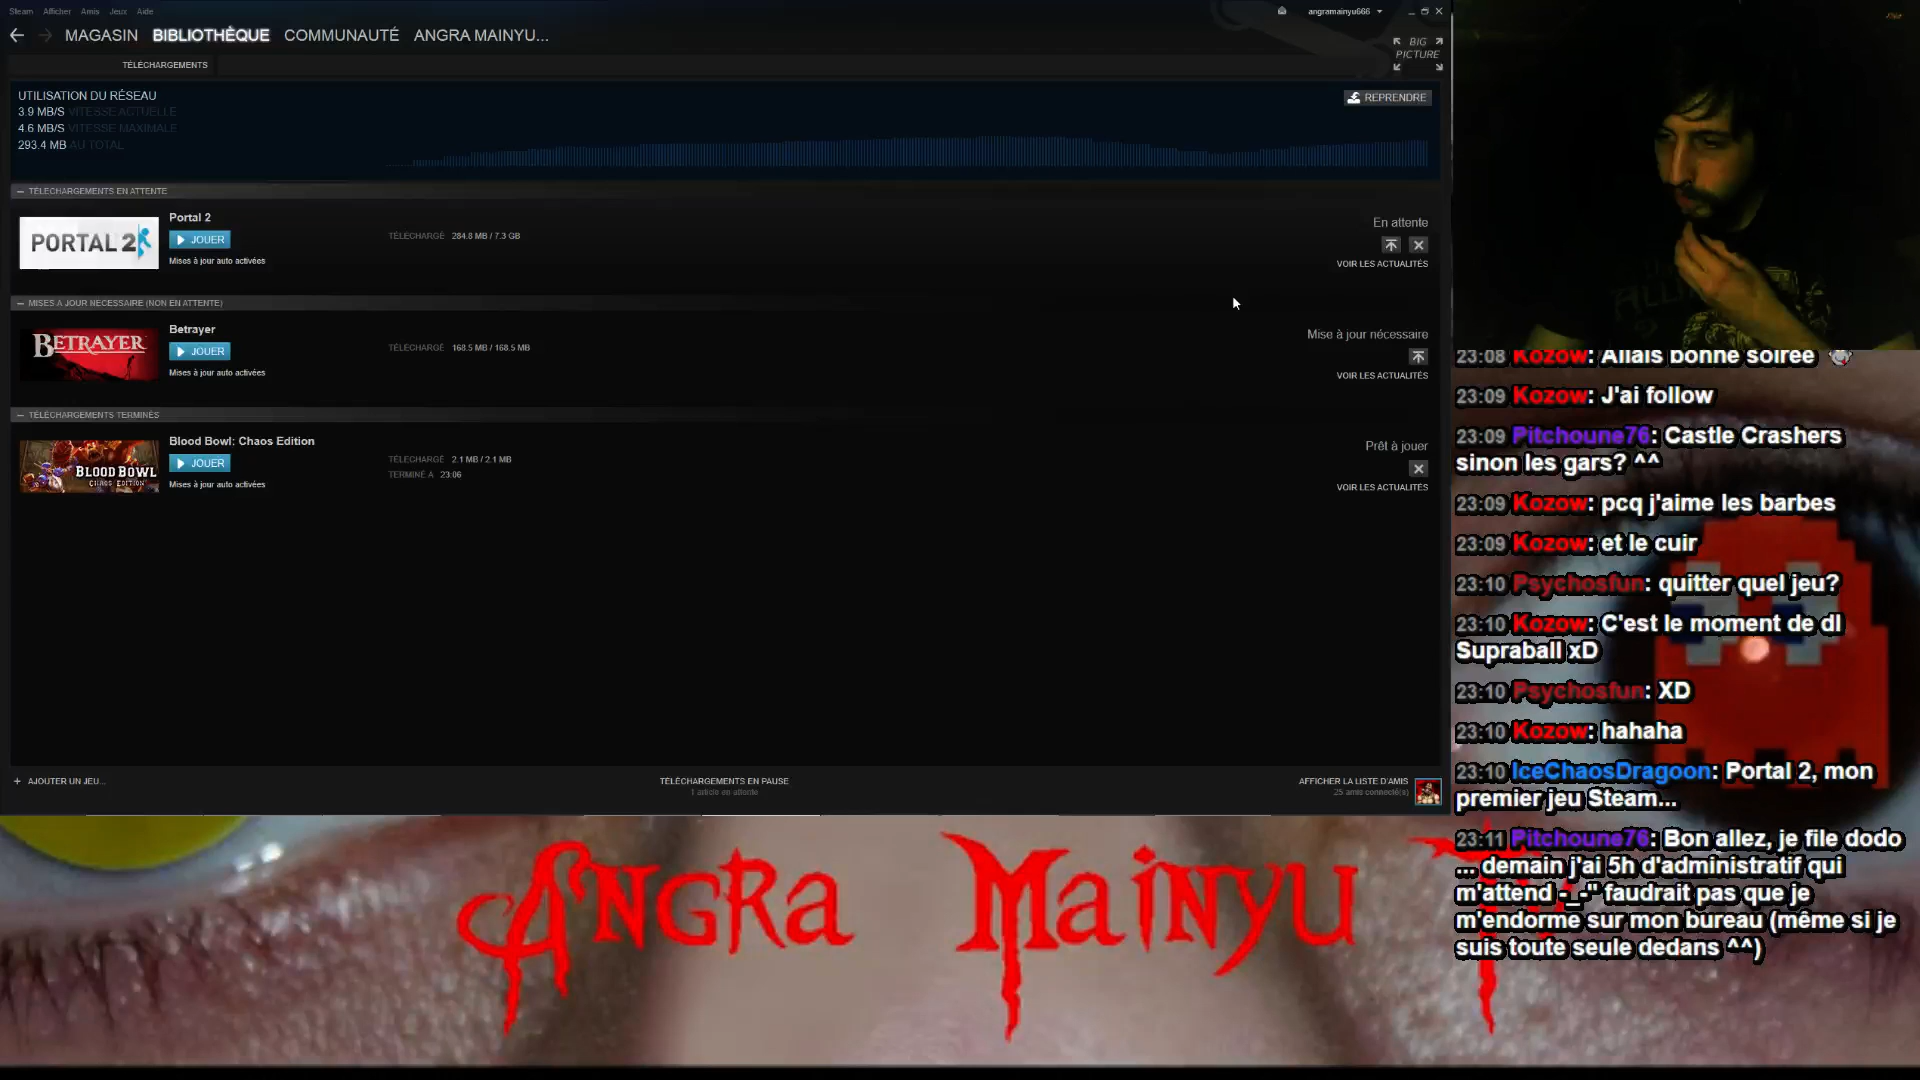 Steam Afficher Amis Jeux Aide
angramainyu666
MAGASIN BIBLIOTHÈQUE COMMUNAUTÉ ANGRA MAINYU...
BIG
PICTURE
TÉLÉCHARGEMENTS
UTILISATION DU RÉSEAU
REPRENDRE
3.9 MB/S VITESSE ACTUELLE
4.6 MB/S VITESSE MAXIMALE
293.4 MB AU TOTAL
TÉLÉCHARGEMENTS EN ATTENTE
Portal 2
PORTAL 2
JOUER
Mises à jour auto activées
TÉLÉCHARGÉ 284.8 MB / 7.3 GB
En attente
VOIR LES ACTUALITÉS
MISES À JOUR NÉCESSAIRE (NON EN ATTENTE)
Betrayer
BETRAYER
JOUER
Mises à jour auto activées
TÉLÉCHARGÉ 168.5 MB / 168.5 MB
Mise à jour nécessaire
VOIR LES ACTUALITÉS
TÉLÉCHARGEMENTS TERMINÉS
Blood Bowl: Chaos Edition
BLOOD BOWL
CHAOS EDITION
JOUER
Mises à jour auto activées
TÉLÉCHARGÉ 2.1 MB / 2.1 MB
TERMINÉ À 23:06
Prêt à jouer
VOIR LES ACTUALITÉS
+ AJOUTER UN JEU...
TÉLÉCHARGEMENTS EN PAUSE
1 article en attente
AFFICHER LA LISTE D'AMIS
25 amis connecté(s)
23:08 Kozow: Allais bonne soirée
23:09 Kozow: J'ai follow
23:09 Pitchoune76: Castle Crashers
sinon les gars? ^^
23:09 Kozow: pcq j'aime les barbes
23:09 Kozow: et le cuir
23:10 Psychosfun: quitter quel jeu?
23:10 Kozow: C'est le moment de dl
Supraball xD
23:10 Psychosfun: XD
23:10 Kozow: hahaha
23:10 IceChaosDragoon: Portal 2, mon
premier jeu Steam...
23:11 Pitchoune76: Bon allez, je file dodo
... demain j'ai 5h d'administratif qui
m'attend -_-" faudrait pas que je
m'endorme sur mon bureau (même si je
suis toute seule dedans ^^)
Angra Mainyu